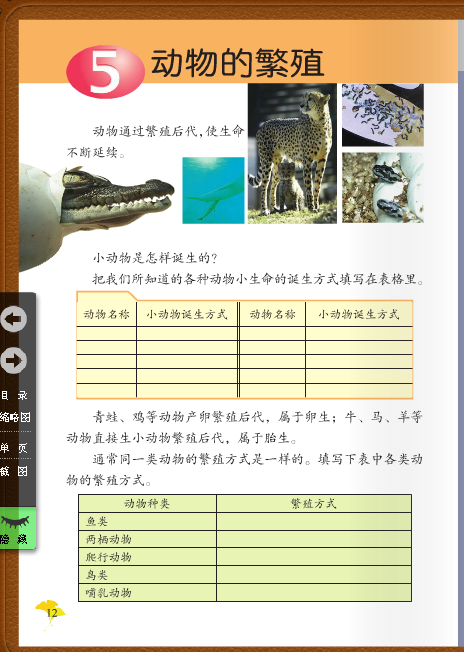 5 动物的繁殖
动物通过繁殖后代,使生命
不断延续。
小动物是怎样诞生的?
把我们所知道的各种动物小生命的诞生方式填写在表格里。
动物名称 小动物诞生方式 动物名称 小动物诞生方式
青蛙、鸡等动物产卵繁殖后代,属于卵生;牛、马、羊等
动物直接生小动物繁殖后代,属于胎生。
通常同一类动物的繁殖方式是一样的。填写下表中各类动
物的繁殖方式。
动物种类 繁殖方式
鱼类
两栖动物
爬行动物
鸟类
哺乳动物
12
目 录
缩略图
单 页
截 图
隐 藏